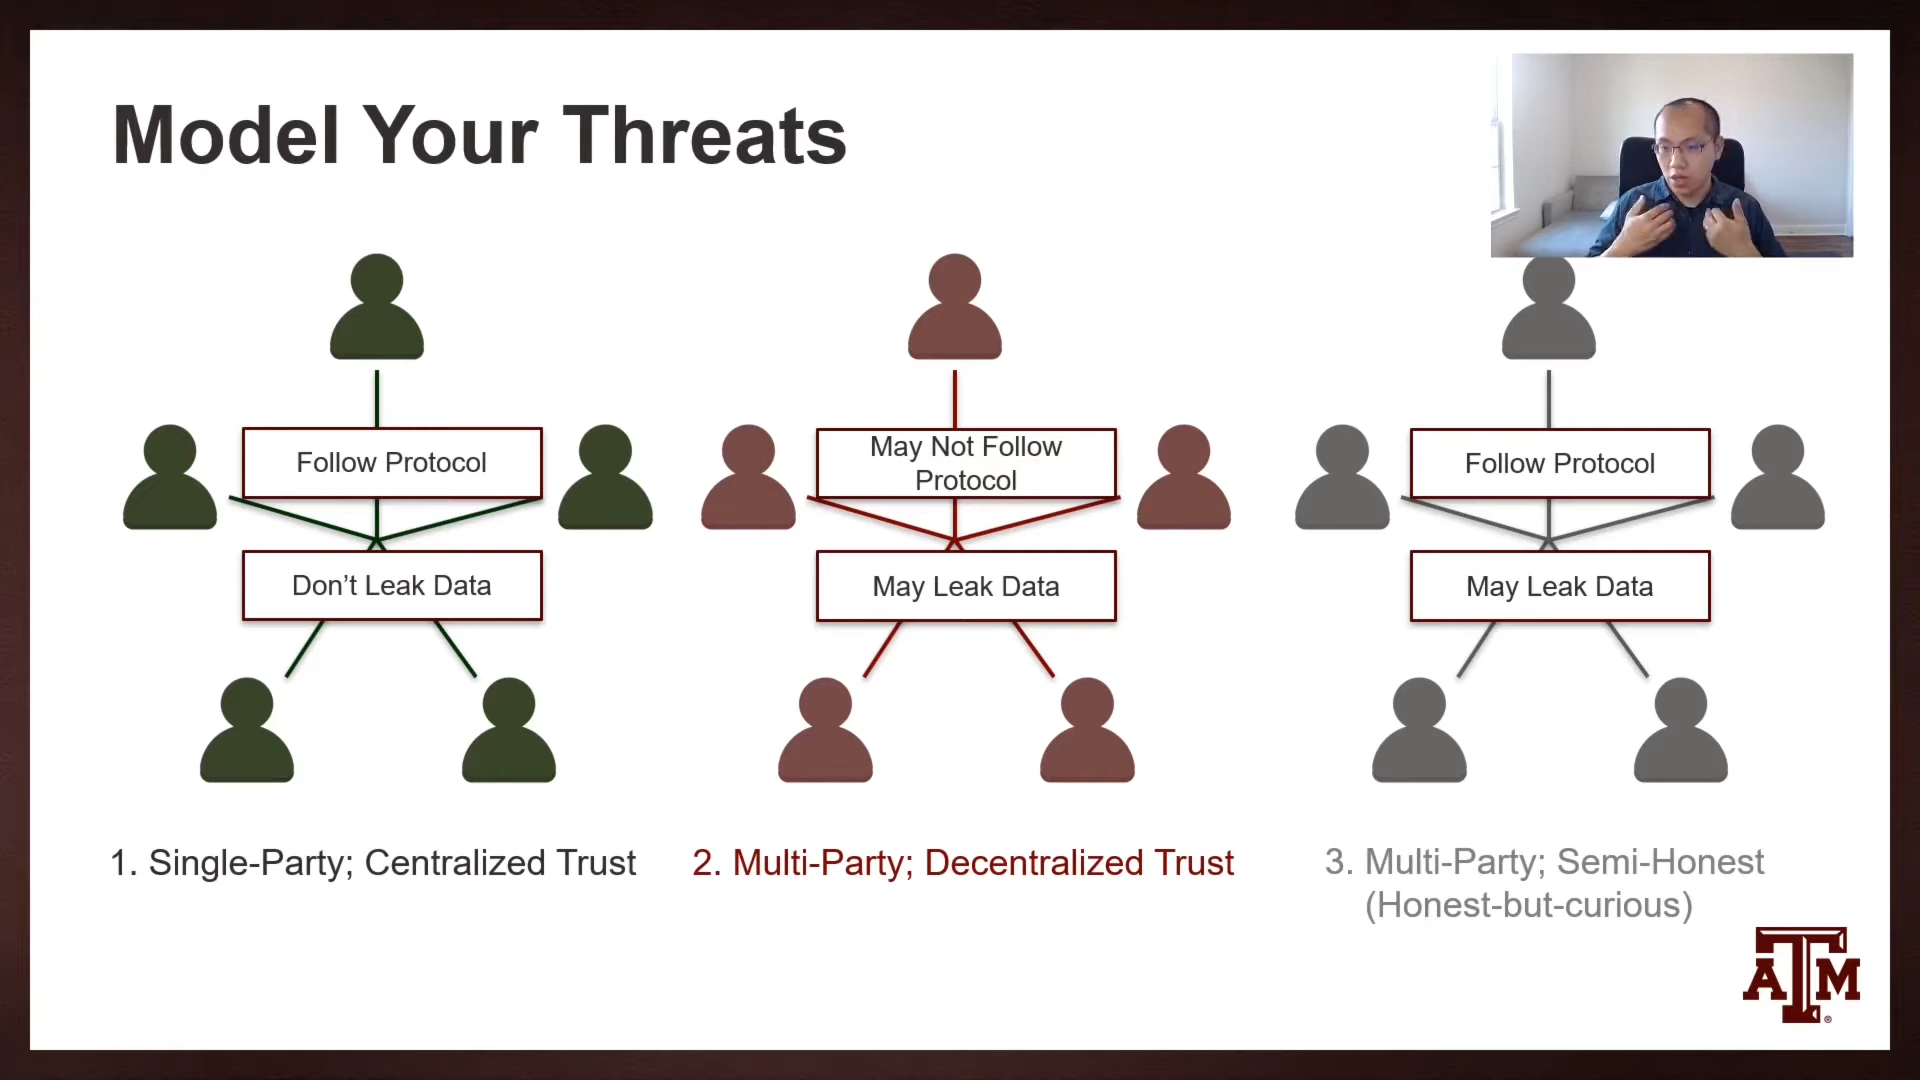 Model Your Threats
Follow Protocol
Don’t Leak Data
1. Single-Party; Centralized Trust
May Not Follow
Protocol
May Leak Data
2. Multi-Party; Decentralized Trust
Follow Protocol
May Leak Data
3. Multi-Party; Semi-Honest
(Honest-but-curious)
ATM
®